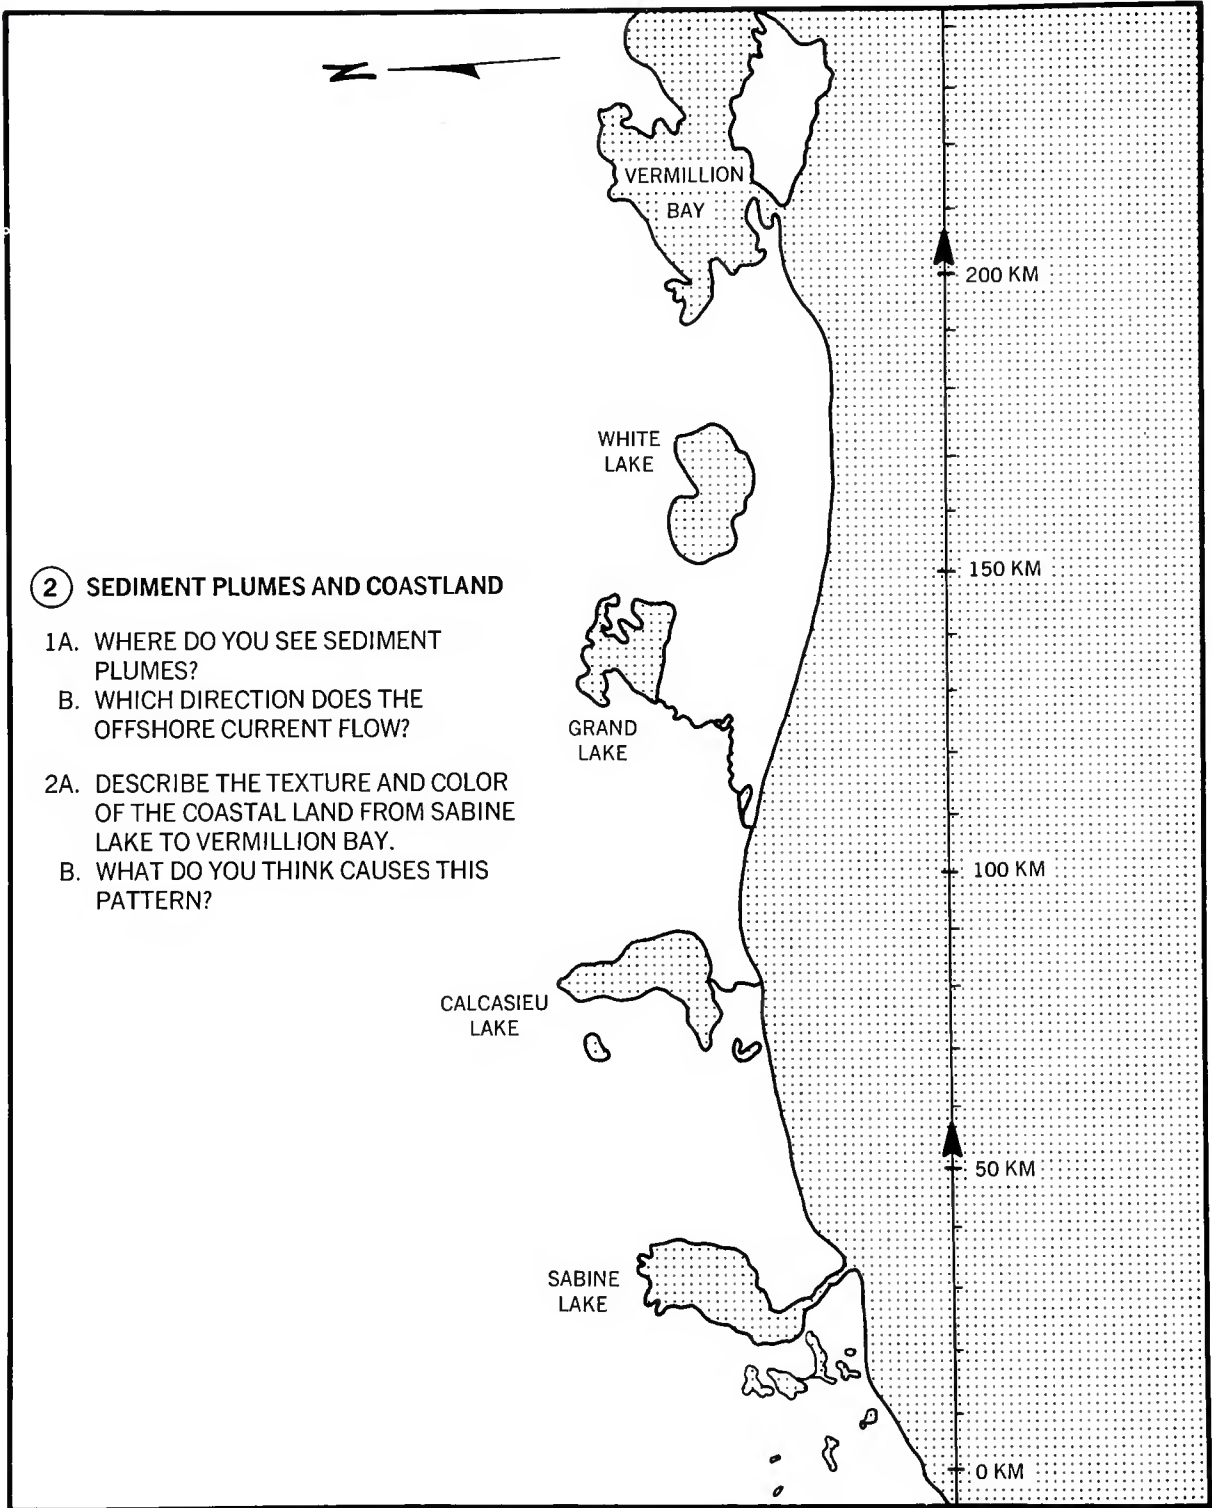 N
VERMILLION
BAY
200 KM
WHITE
LAKE
150 KM
2 SEDIMENT PLUMES AND COASTLAND
1A. WHERE DO YOU SEE SEDIMENT
PLUMES?
B. WHICH DIRECTION DOES THE
OFFSHORE CURRENT FLOW?
GRAND
LAKE
2A. DESCRIBE THE TEXTURE AND COLOR
OF THE COASTAL LAND FROM SABINE
LAKE TO VERMILLION BAY.
B. WHAT DO YOU THINK CAUSES THIS
PATTERN?
100 KM
CALCASIEU
LAKE
50 KM
SABINE
LAKE
0 KM